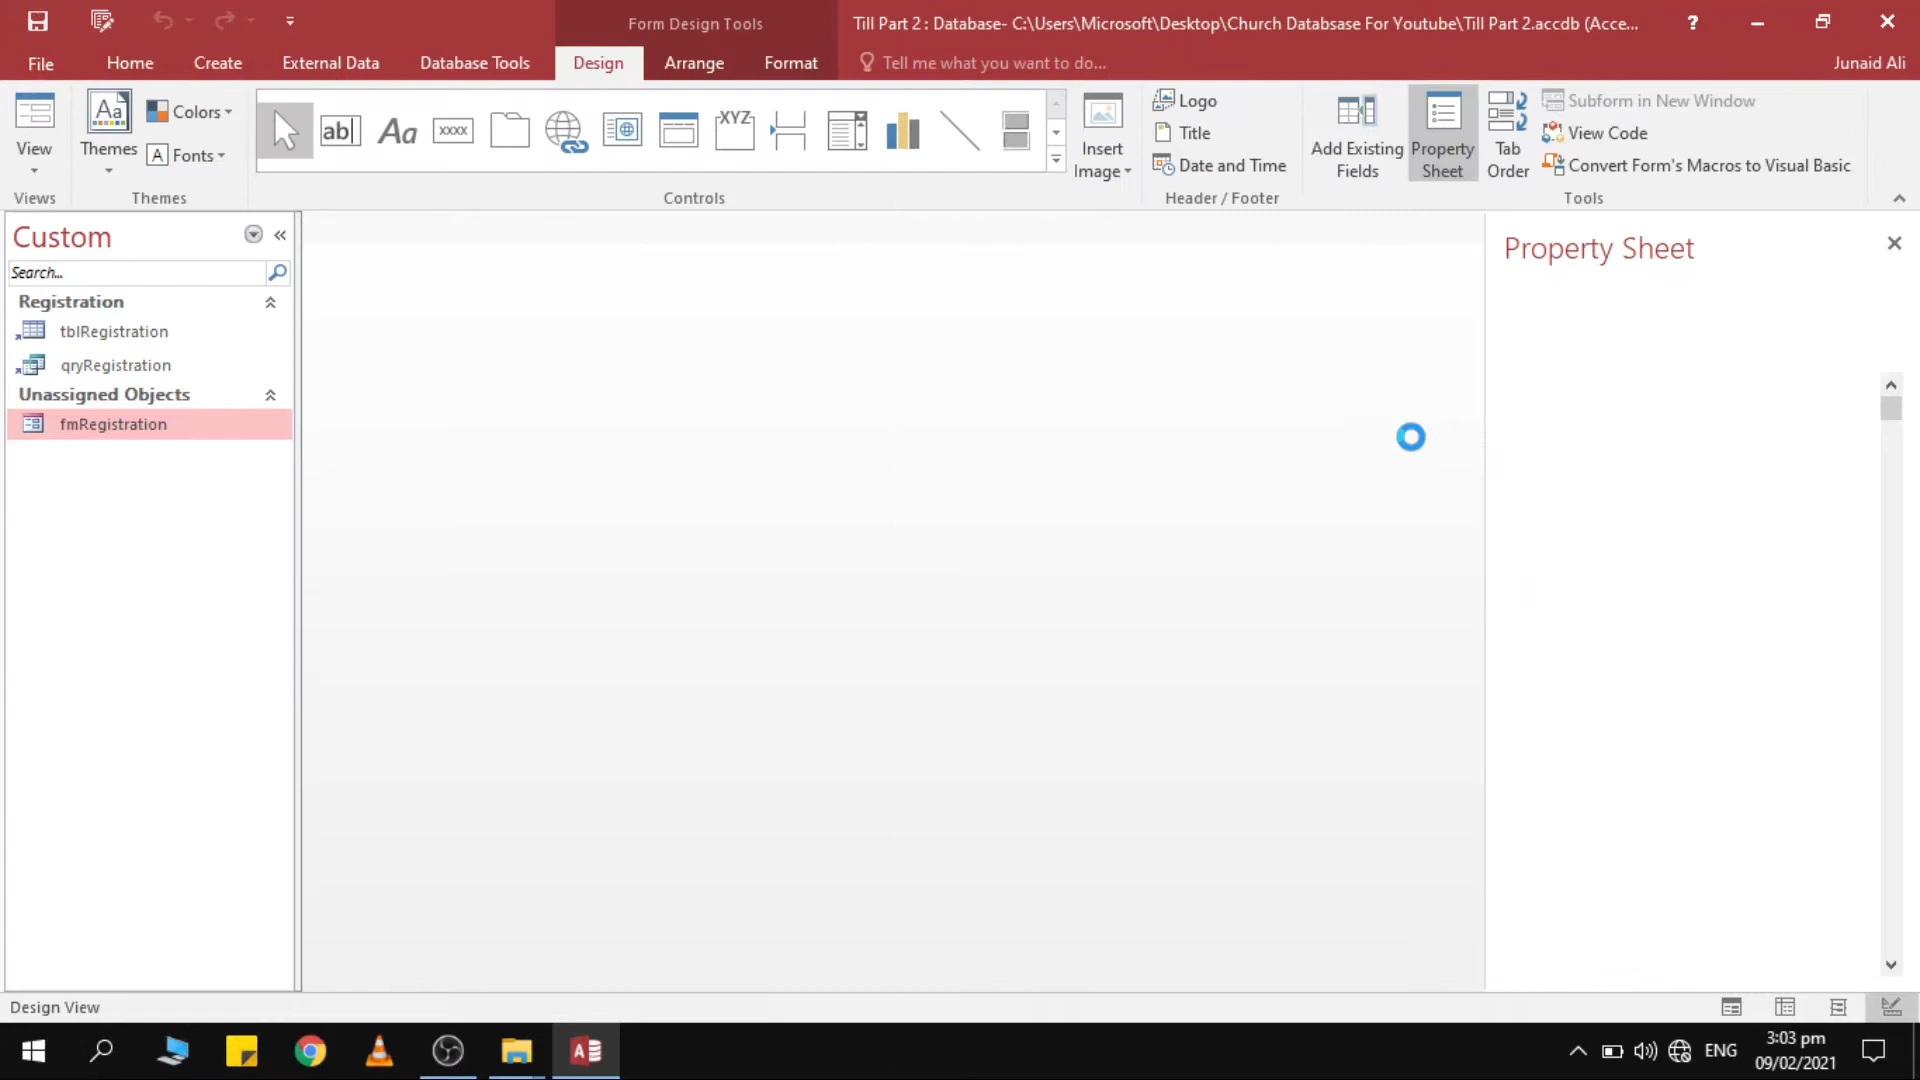 Form Design Tools
Till Part 2 : Database- C:\Users\Microsoft\Desktop\Church Databsase For Youtube\Till Part 2.accdb (Acce...
?
File
Home
Create
External Data
Database Tools
Design
Arrange
Format
Tell me what you want to do...
Junaid Ali
View
Views
Aa
Themes
Colors
A Fonts
Themes
ab
Aa
XXXX
XYZ
Controls
Insert
Image
Logo
Title
Date and Time
Header / Footer
Add Existing
Fields
Property
Sheet
Tab
Order
Subform in New Window
View Code
Convert Form's Macros to Visual Basic
Tools
Custom
Search...
Registration
tblRegistration
qryRegistration
Unassigned Objects
fmRegistration
Property Sheet
Design View
A
ENG
3:03 pm
09/02/2021